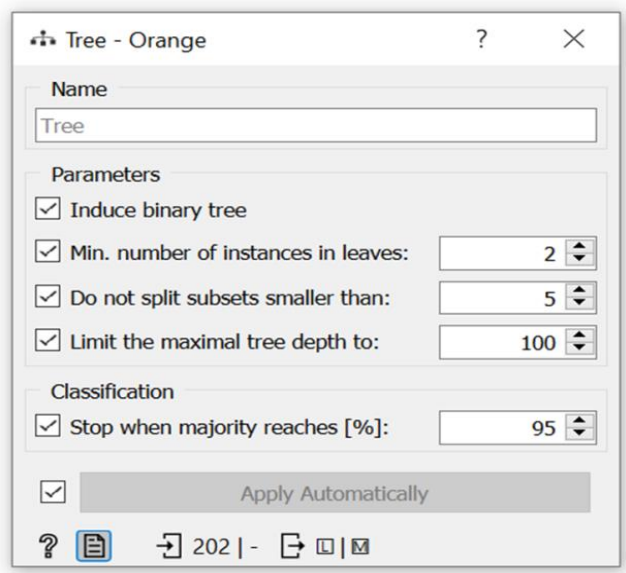 Tree - Orange ?
Name
Tree
Parameters
Induce binary tree
Min. number of instances in leaves: 2
Do not split subsets smaller than: 5
Limit the maximal tree depth to: 100
Classification
Stop when majority reaches [%]: 95
Apply Automatically
? 202 | - L | M